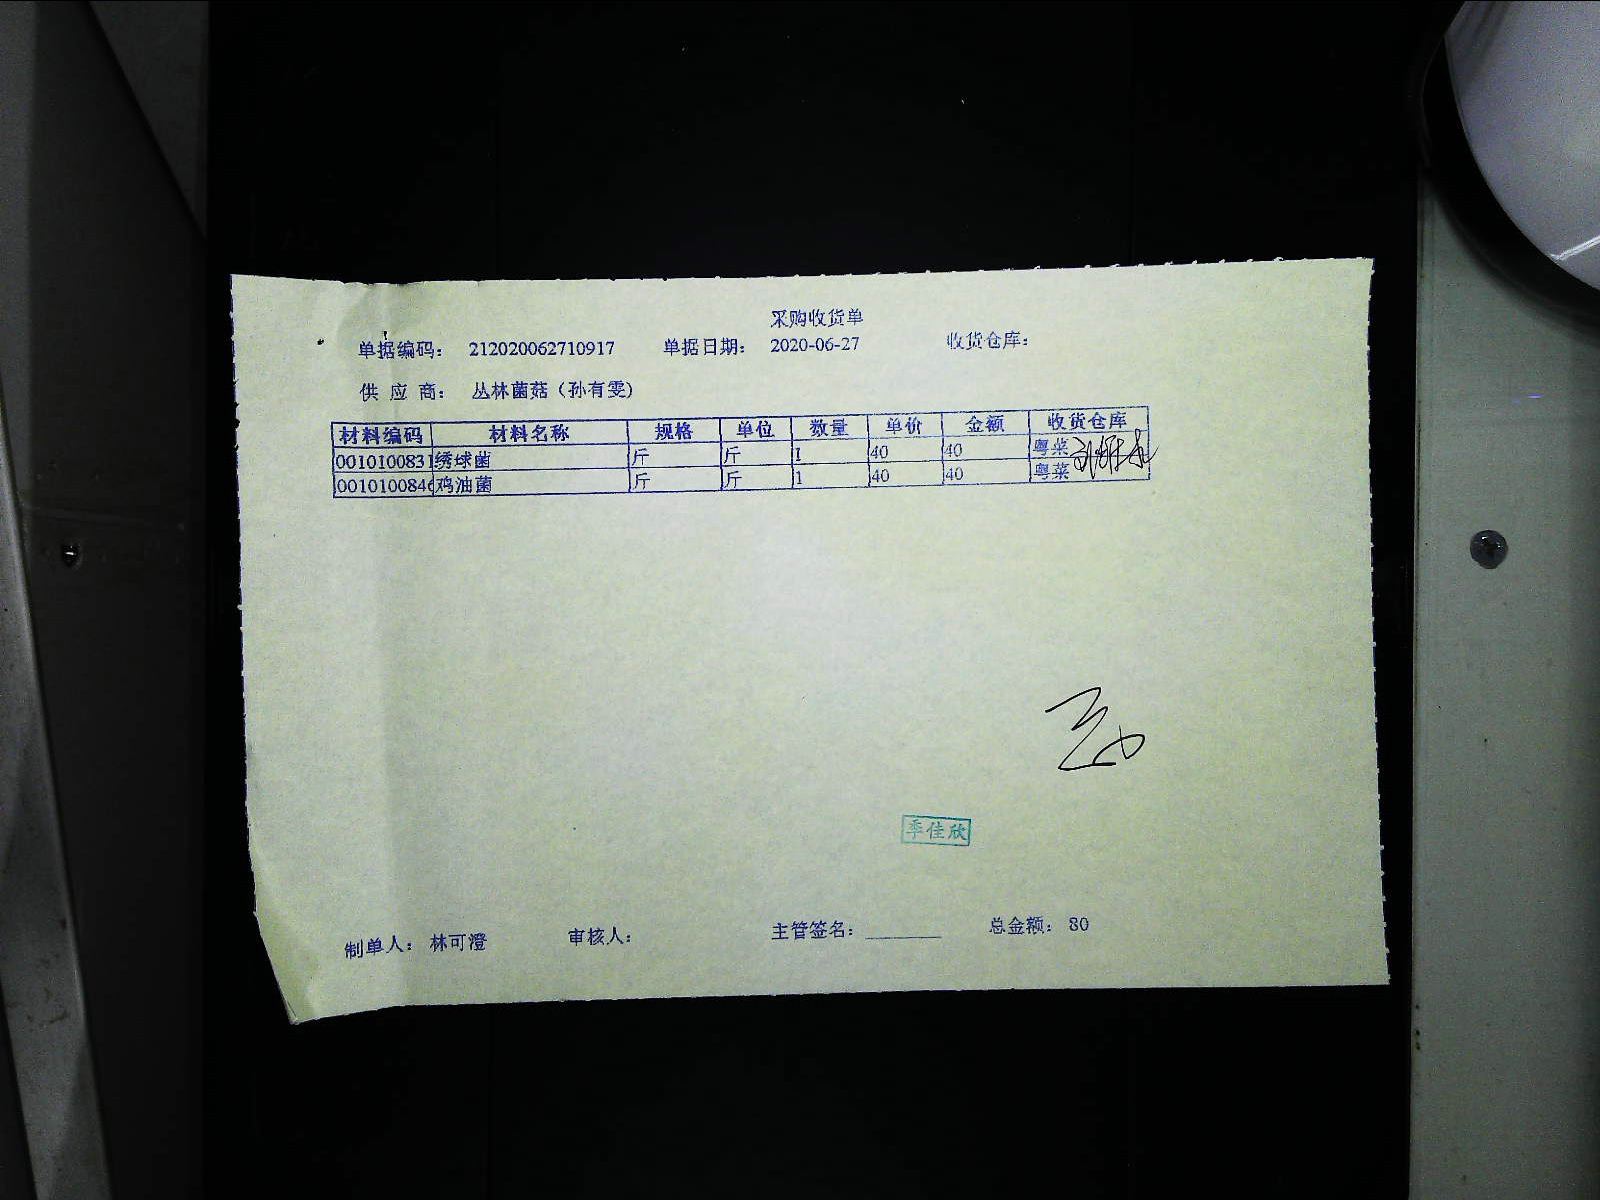 采购收货单
单据编码： 212020062710917 单据日期： 2020-06-27 收货仓库：
供 应 商： 丛林菌菇（孙有雯)
材料编码 材料名称 规格 单位 数量 单价 金额 收货仓库
0010100831 绣球菌 斤 斤 1 40 40 粤菜
001010084 鸡油菌 斤 斤 1 40 40 粤菜
季佳欣
制单人： 林可澄 审核人： 主管签名： 总金额： 80